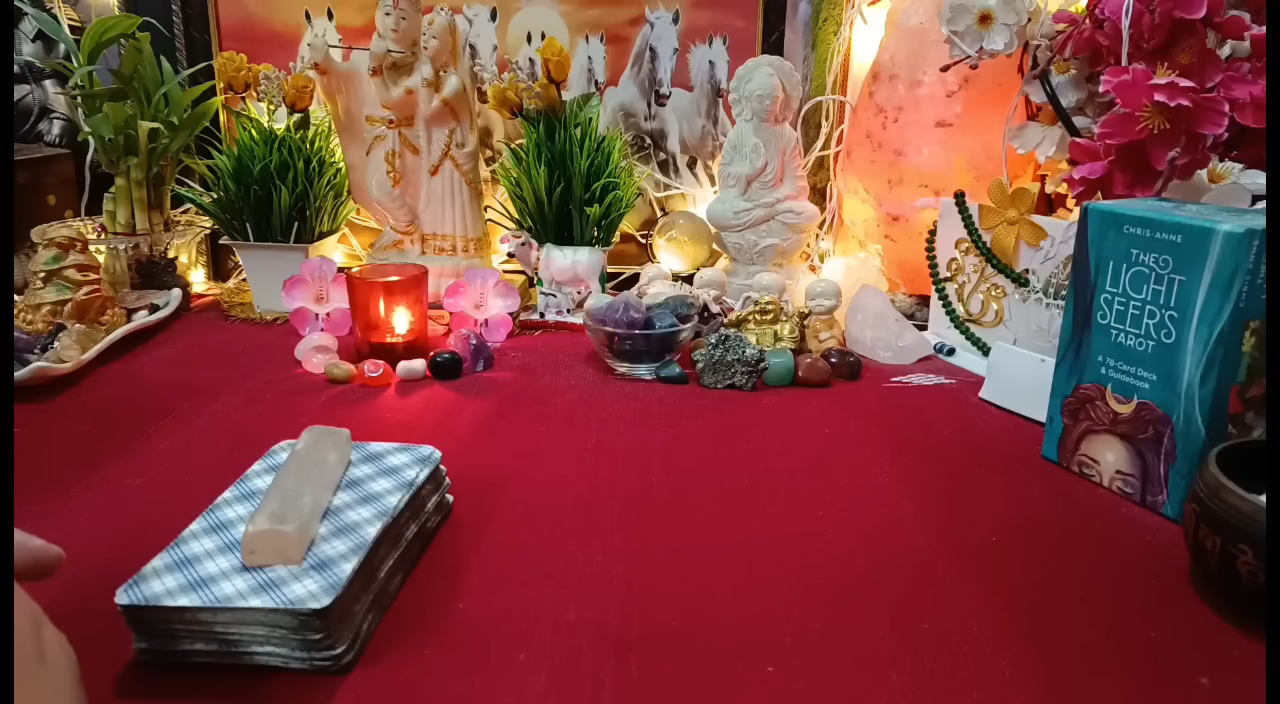 CHRIS-ANNE
THE
LIGHT
SEER'S
TAROT
A 78-Card Deck
& Guidebook